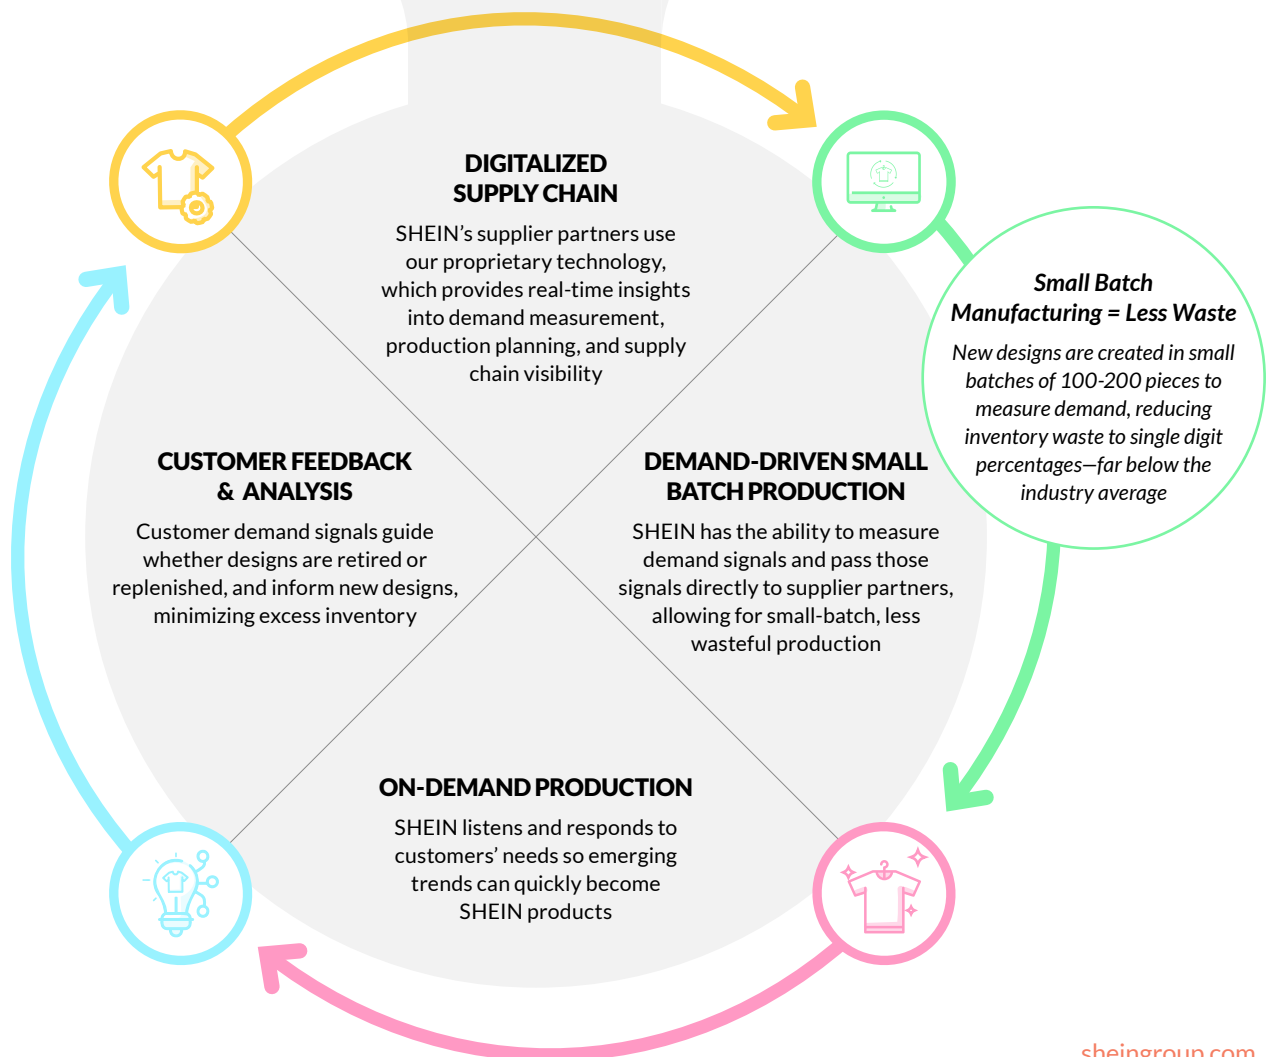 DIGITALIZED
SUPPLY CHAIN
SHEIN’s supplier partners use
our proprietary technology,
which provides real-time insights
into demand measurement,
production planning, and supply
chain visibility
Small Batch
Manufacturing = Less Waste
New designs are created in small
batches of 100-200 pieces to
measure demand, reducing
inventory waste to single digit
percentages—far below the
industry average
CUSTOMER FEEDBACK
& ANALYSIS
Customer demand signals guide
whether designs are retired or
replenished, and inform new designs,
minimizing excess inventory
DEMAND-DRIVEN SMALL
BATCH PRODUCTION
SHEIN has the ability to measure
demand signals and pass those
signals directly to supplier partners,
allowing for small-batch, less
wasteful production
ON-DEMAND PRODUCTION
SHEIN listens and responds to
customers’ needs so emerging
trends can quickly become
SHEIN products
sheingroup.com